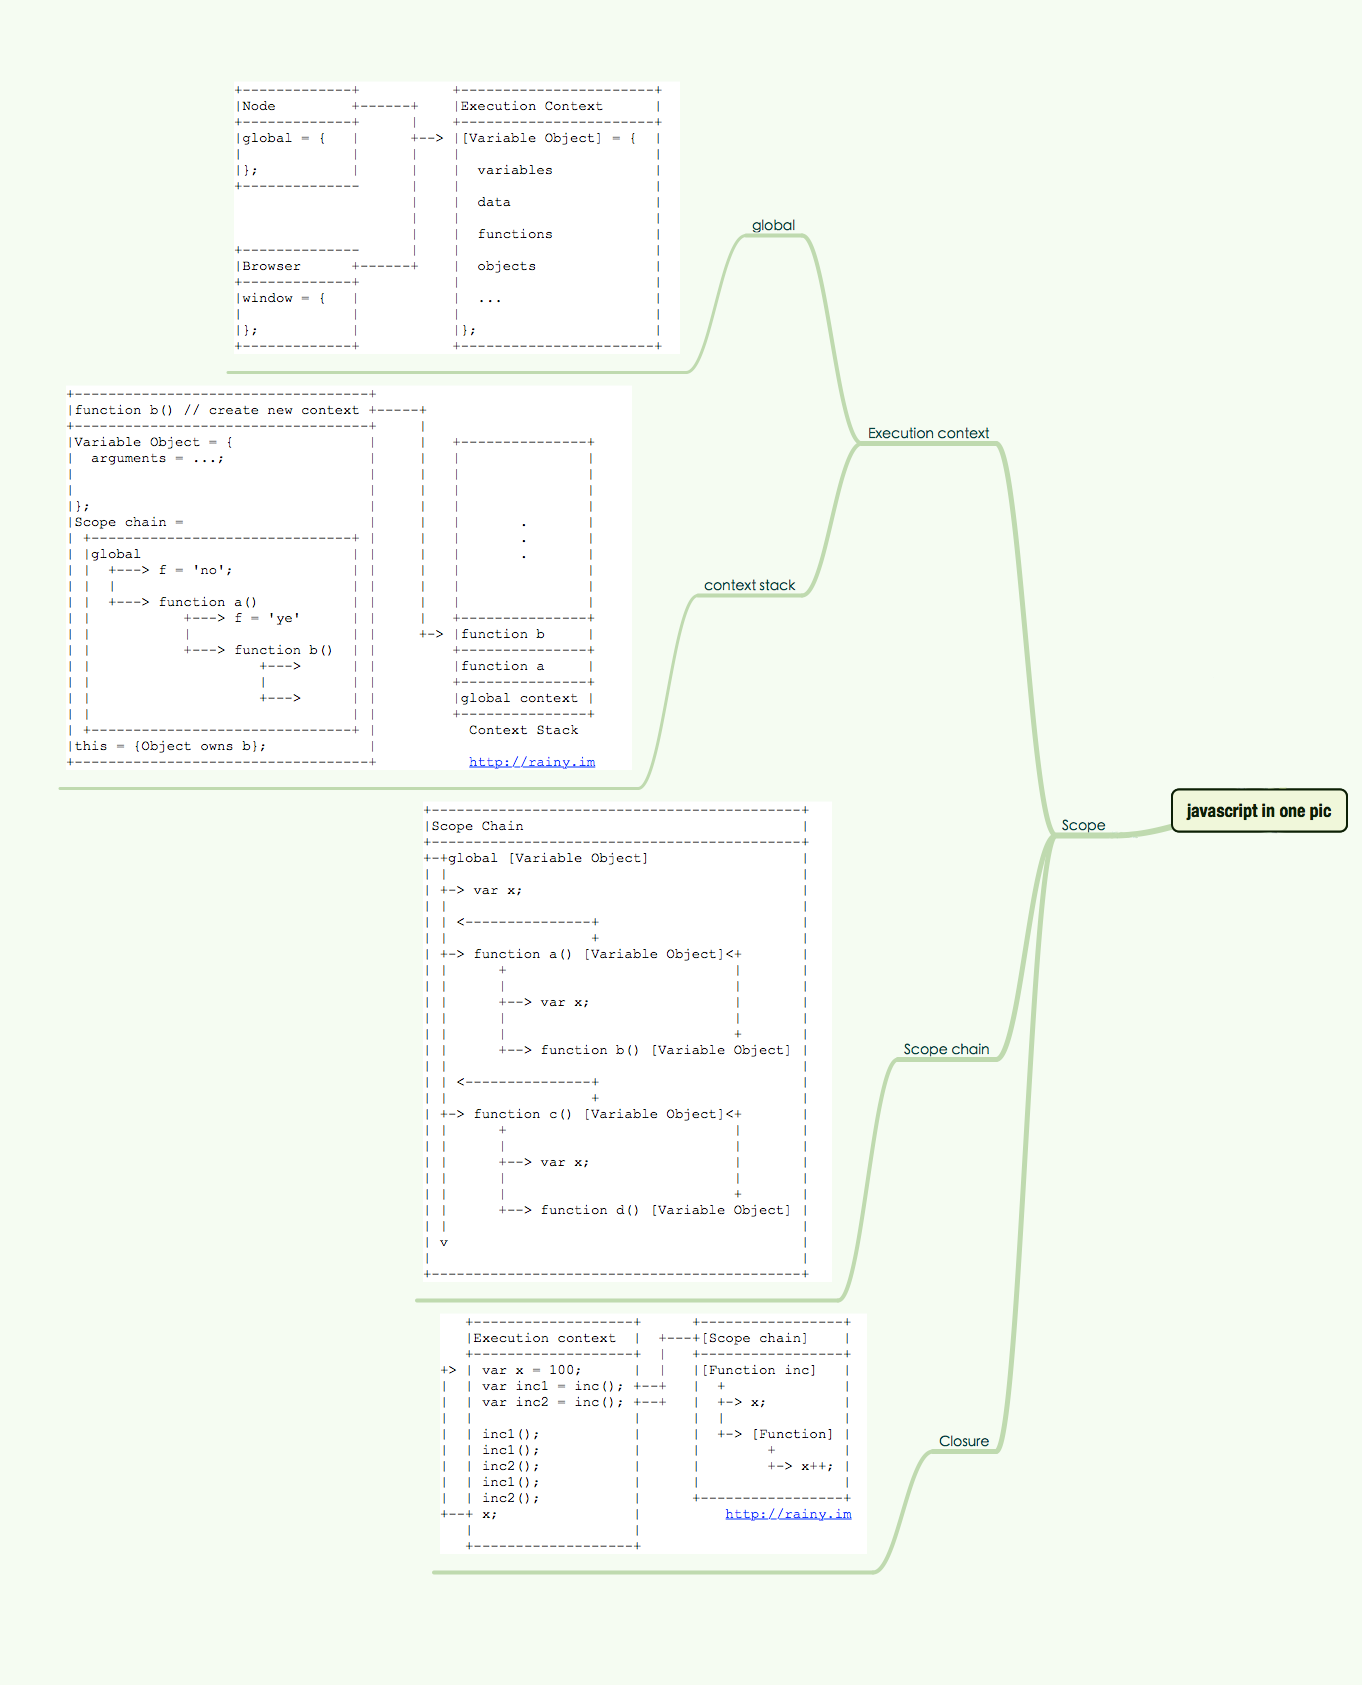 Node
Execution Context
global = {
[Variable Object] = {
};
variables
data
functions
Browser
objects
window = {
...
};
};
global
function b() // create new context
Variable Object = {
arguments = ...;
};
Scope chain =
global
f = 'no';
function a()
f = 'ye'
function b()
this = {Object owns b};
.
.
.
function b
function a
global context
Context Stack
http://rainy.im
context stack
Execution context
Scope Chain
global [Variable Object]
var x;
function a() [Variable Object]
var x;
function b() [Variable Object]
function c() [Variable Object]
var x;
function d() [Variable Object]
v
Scope chain
Execution context
var x = 100;
var inc1 = inc();
var inc2 = inc();
inc1();
inc1();
inc2();
inc1();
inc2();
x;
[Scope chain]
[Function inc]
x;
[Function]
x++;
http://rainy.im
Closure
Scope
javascript in one pic